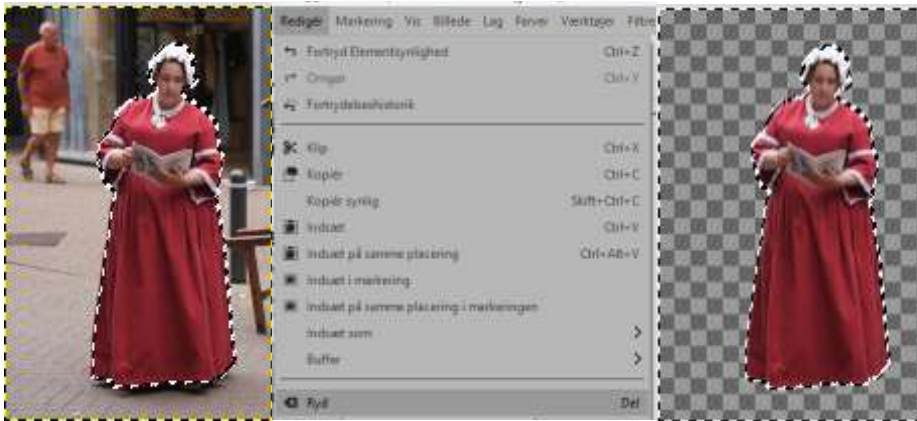 Redigér Markering Vis Billede Lag Farver Værktøjer Filtre
Fortryd Elementsynlighed Ctrl+Z
Omgør Ctrl+Y
Fortrydelseshistorik
Klip Ctrl+X
Kopiér Ctrl+C
Kopiér synlig Skift+Ctrl+C
Indsæt Ctrl+V
Indsæt på samme placering Ctrl+Alt+V
Indsæt i markering
Indsæt på samme placering i markeringen
Indsæt som
Buffer
Ryd Del